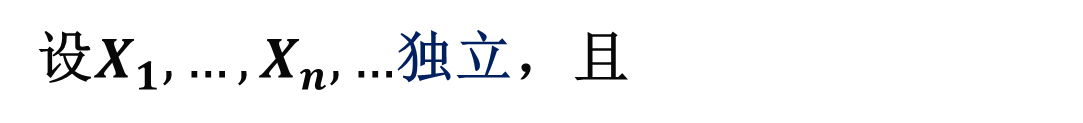 设X₁, … , Xₙ, …独立，且